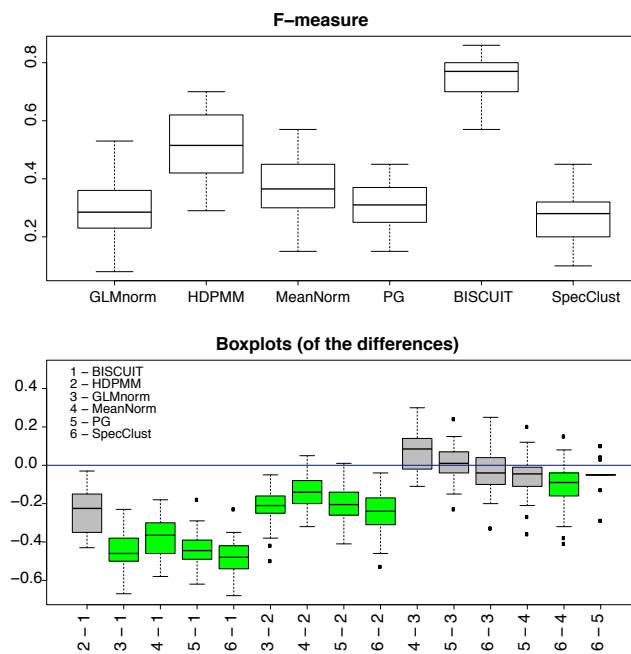 F−measure
0.8
0.6
0.4
0.2
GLMnorm HDPMM MeanNorm PG BISCUIT SpecClust
Boxplots (of the differences)
1 − BISCUIT
2 − HDPMM
3 − GLMnorm
4 − MeanNorm
5 − PG
6 − SpecClust
0.4
0.2
0.0
−0.2
−0.4
−0.6
2 − 1
3 − 1
4 − 1
5 − 1
6 − 1
3 − 2
4 − 2
5 − 2
6 − 2
4 − 3
5 − 3
6 − 3
5 − 4
6 − 4
6 − 5